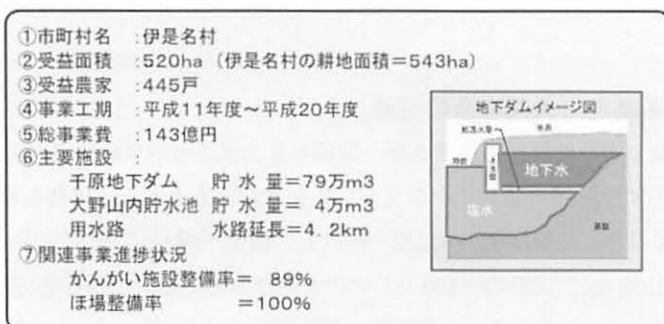 ①市町村名　:伊是名村
②受益面積　:520ha（伊是名村の耕地面積＝543ha）
③受益農家　:445戸
④事業工期　:平成11年度～平成20年度
⑤総事業費　:143億円
⑥主要施設　:
千原地下ダム　貯 水 量＝79万m3
大野山内貯水池　貯 水 量＝ 4万m3
用水路　　　水路延長＝4. 2km
⑦関連事業進捗状況
かんがい施設整備率＝ 89%
ほ場整備率　　　＝100%
地下ダムイメージ図
地下水
塩水
基盤